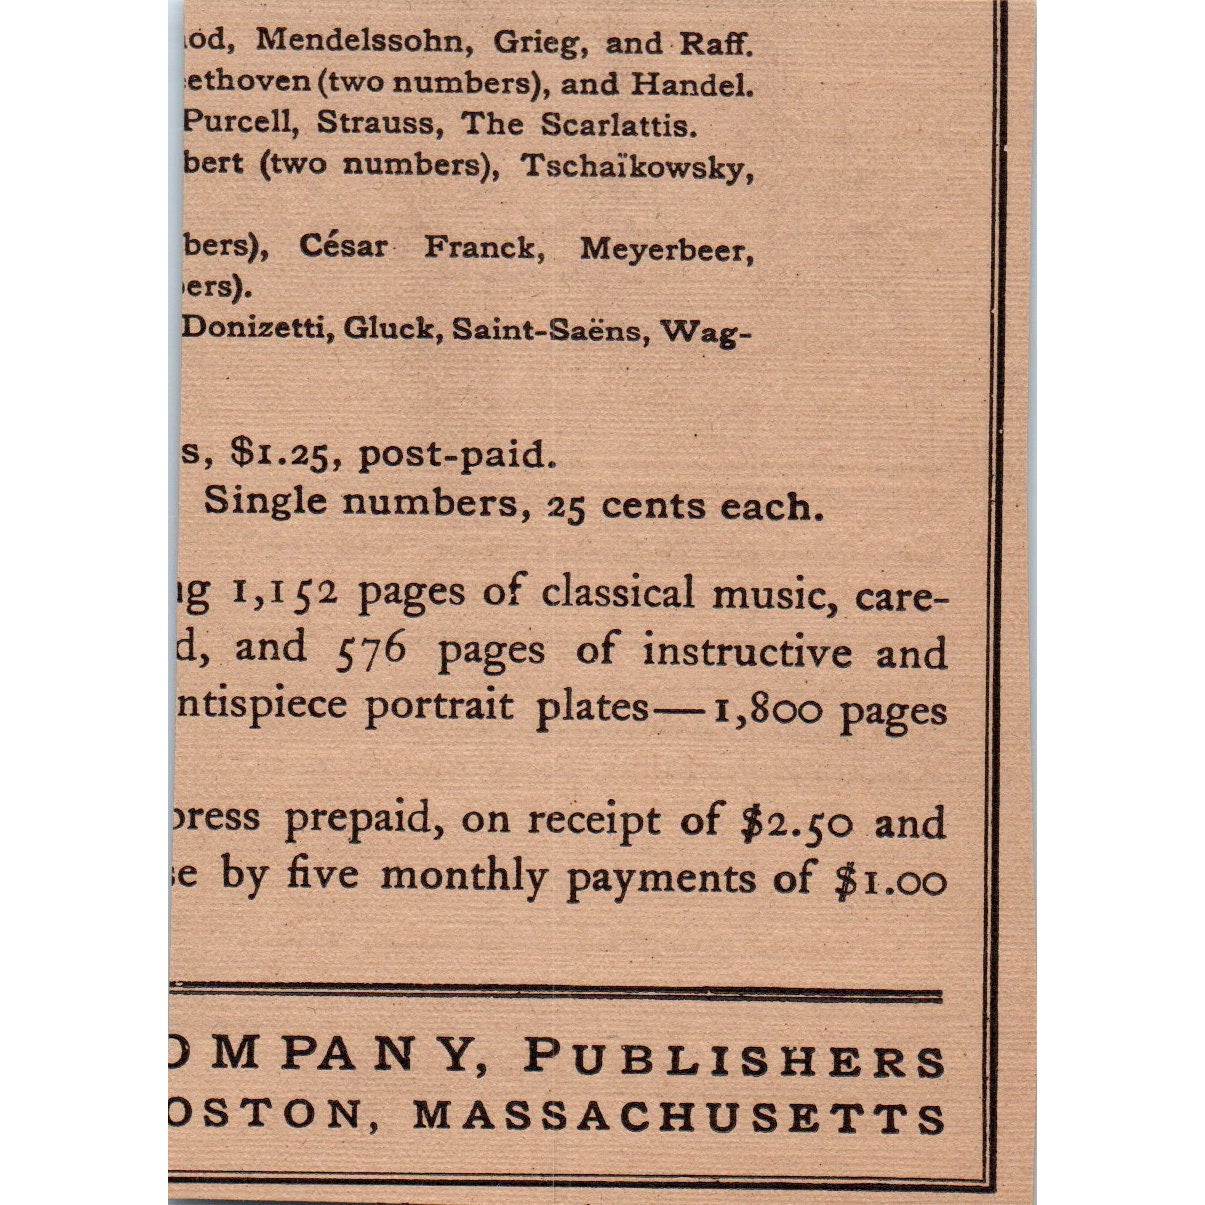 od, Mendelssohn, Grieg, and Raff.
ethoven (two numbers), and Handel.
Purcell, Strauss, The Scarlattis.
bert (two numbers), Tschaïkowsky,
bers), César Franck, Meyerbeer,
ers).
Donizetti, Gluck, Saint-Saëns, Wag-
s, $1.25, post-paid.
Single numbers, 25 cents each.
g 1,152 pages of classical music, care-
d, and 576 pages of instructive and
ntispiece portrait plates—1,800 pages
press prepaid, on receipt of $2.50 and
se by five monthly payments of $1.00
OMPANY, PUBLISHERS
OSTON, MASSACHUSETTS